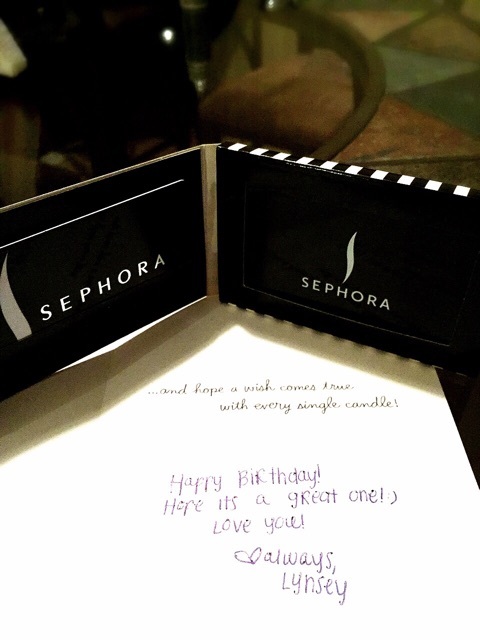 SEPHORA
SEPHORA
...and hope a wish comes true
with every single candle!
Happy Birthday!
Hope its a great one!:)
Love you!
♡always,
Lynsey